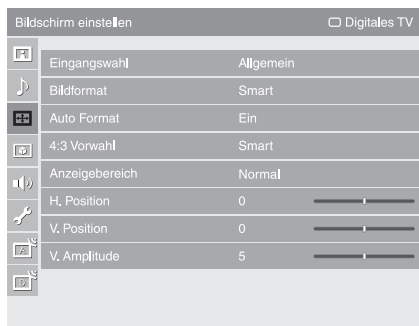 Bildschirm einstellen Digitales TV
Eingangswahl Allgemein
Bildformat Smart
Auto Format Ein
4:3 Vorwahl Smart
Anzeigebereich Normal
H. Position 0
V. Position 0
V. Amplitude 5
A
D